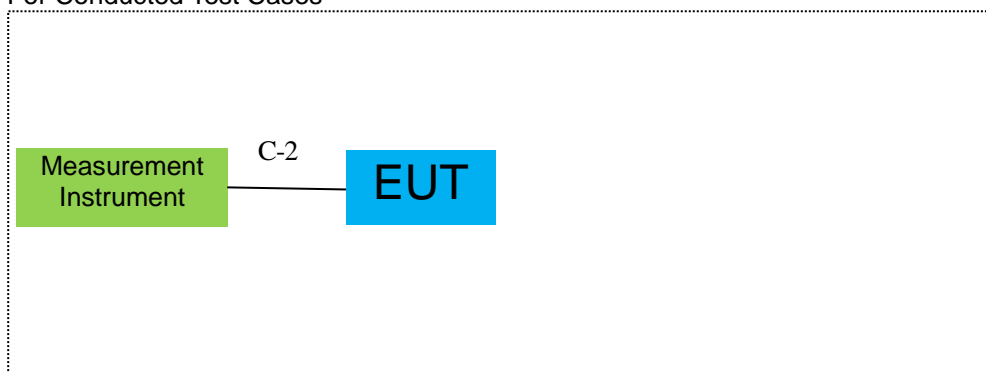 For Conducted Test Cases
C-2
Measurement
Instrument
EUT